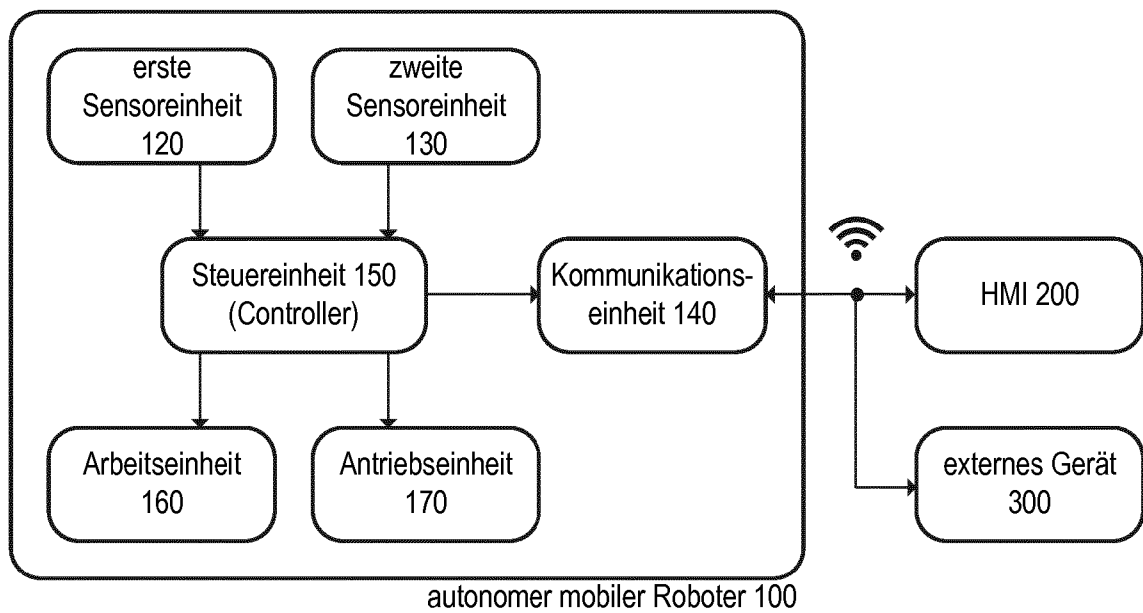 erste
Sensoreinheit
120
zweite
Sensoreinheit
130
Steuereinheit 150
(Controller)
Kommunikations-
einheit 140
HMI 200
Arbeitseinheit
160
Antriebseinheit
170
externes Gerät
300
autonomer mobiler Roboter 100